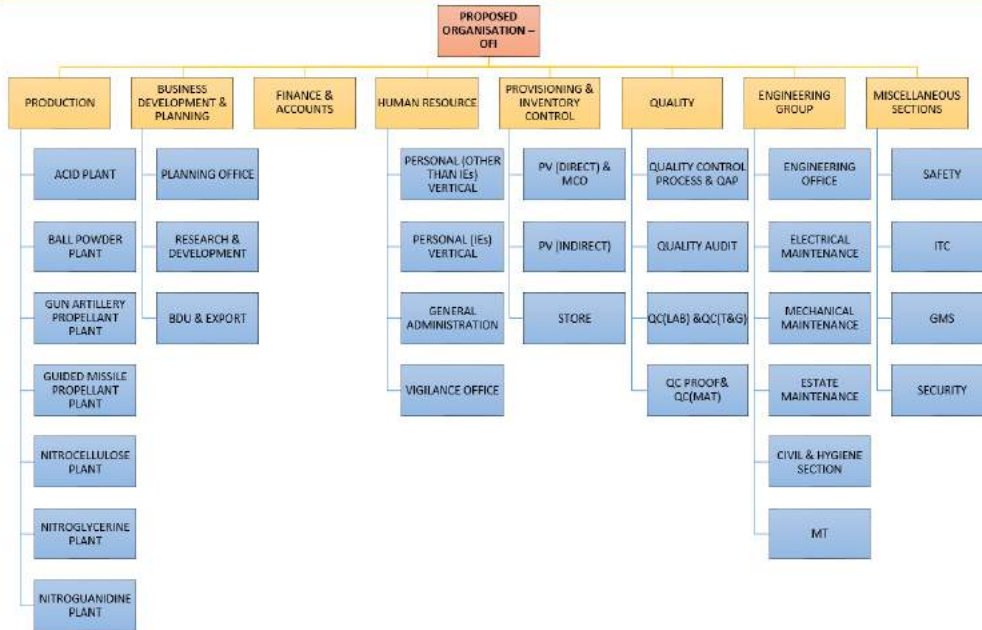 PROPOSED
ORGANISATION –
OFI
PRODUCTION
BUSINESS
DEVELOPMENT &
PLANNING
FINANCE &
ACCOUNTS
HUMAN RESOURCE
PROVISIONING &
INVENTORY
CONTROL
QUALITY
ENGINEERING
GROUP
MISCELLANEOUS
SECTIONS
ACID PLANT
BALL POWDER
PLANT
GUN ARTILLERY
PROPELLANT
PLANT
GUIDED MISSILE
PROPELLANT
PLANT
NITROCELLULOSE
PLANT
NITROGLYCERINE
PLANT
NITROGUANIDINE
PLANT
PLANNING OFFICE
RESEARCH &
DEVELOPMENT
BDU & EXPORT
PERSONAL (OTHER
THAN IEs)
VERTICAL
PERSONAL (IEs)
VERTICAL
GENERAL
ADMINISTRATION
VIGILANCE OFFICE
PV (DIRECT) &
MCO
PV (INDIRECT)
STORE
QUALITY CONTROL
PROCESS & QAP
QUALITY AUDIT
QC(LAB) &QC(T&G)
QC PROOF&
QC(MAT)
ENGINEERING
OFFICE
ELECTRICAL
MAINTENANCE
MECHANICAL
MAINTENANCE
ESTATE
MAINTENANCE
CIVIL & HYGIENE
SECTION
MT
SAFETY
ITC
GMS
SECURITY